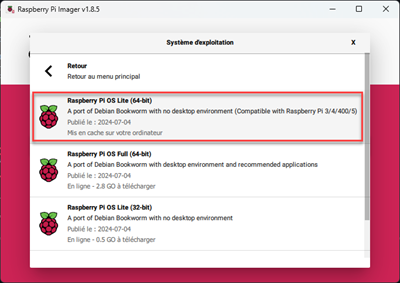 Raspberry Pi Imager v1.8.5
Système d'exploitation
X
Retour
Retour au menu principal
Raspberry Pi OS Lite (64-bit)
A port of Debian Bookworm with no desktop environment (Compatible with Raspberry Pi 3/4/400/5)
Publié le : 2024-07-04
Mis en cache sur votre ordinateur
Raspberry Pi OS Full (64-bit)
A port of Debian Bookworm with desktop environment and recommended applications
Publié le : 2024-07-04
En ligne - 2.8 GO à télécharger
Raspberry Pi OS Lite (32-bit)
A port of Debian Bookworm with no desktop environment
Publié le : 2024-07-04
En ligne - 0.5 GO à télécharger